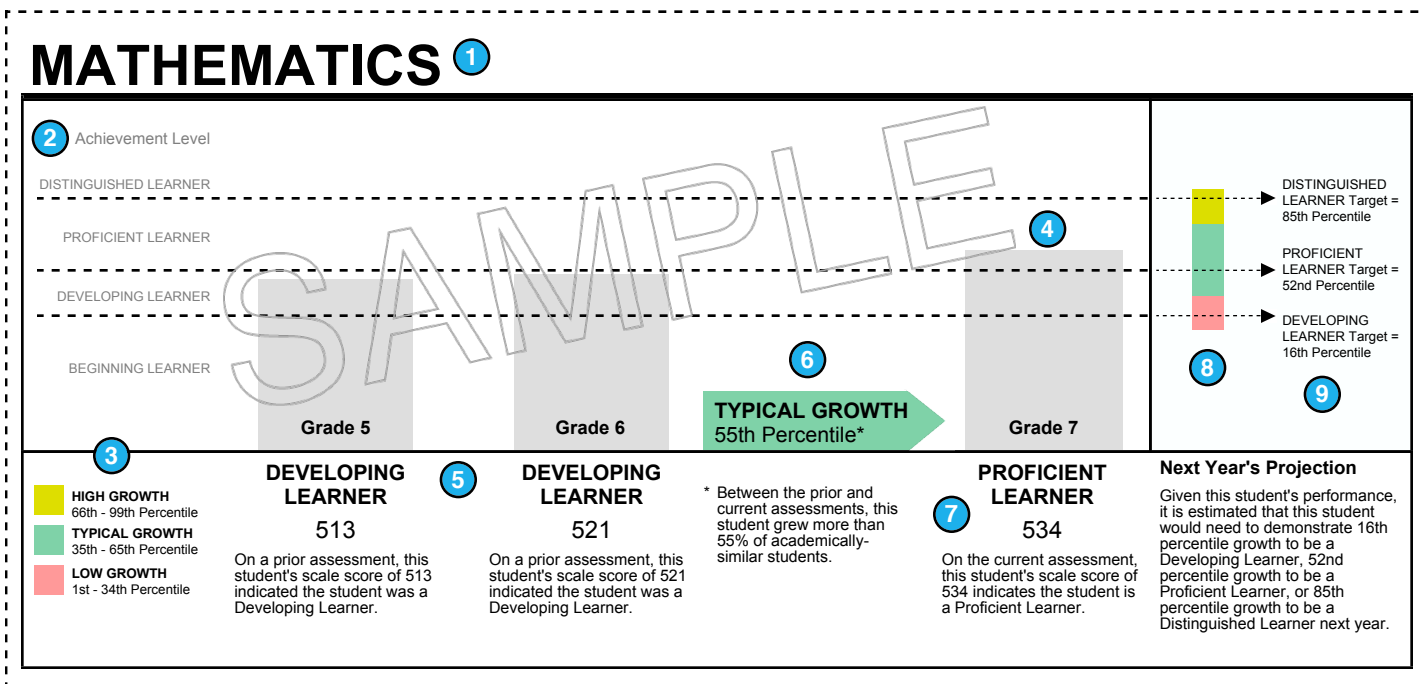 MATHEMATICS 1
2 Achievement Level
DISTINGUISHED LEARNER
PROFICIENT LEARNER
DEVELOPING LEARNER
BEGINNING LEARNER
SAMPLE
Grade 5
Grade 6
6
TYPICAL GROWTH
55th Percentile*
4
Grade 7
DISTINGUISHED
LEARNER Target =
85th Percentile
PROFICIENT
LEARNER Target =
52nd Percentile
DEVELOPING
LEARNER Target =
16th Percentile
8
9
3
HIGH GROWTH
66th - 99th Percentile
TYPICAL GROWTH
35th - 65th Percentile
LOW GROWTH
1st - 34th Percentile
DEVELOPING
LEARNER
513
On a prior assessment, this
student's scale score of 513
indicated the student was a
Developing Learner.
5
DEVELOPING
LEARNER
521
On a prior assessment, this
student's scale score of 521
indicated the student was a
Developing Learner.
* Between the prior and
current assessments, this
student grew more than
55% of academically-
similar students.
7
PROFICIENT
LEARNER
534
On the current assessment,
this student's scale score of
534 indicates the student is
a Proficient Learner.
Next Year's Projection
Given this student's performance,
it is estimated that this student
would need to demonstrate 16th
percentile growth to be a
Developing Learner, 52nd
percentile growth to be a
Proficient Learner, or 85th
percentile growth to be a
Distinguished Learner next year.